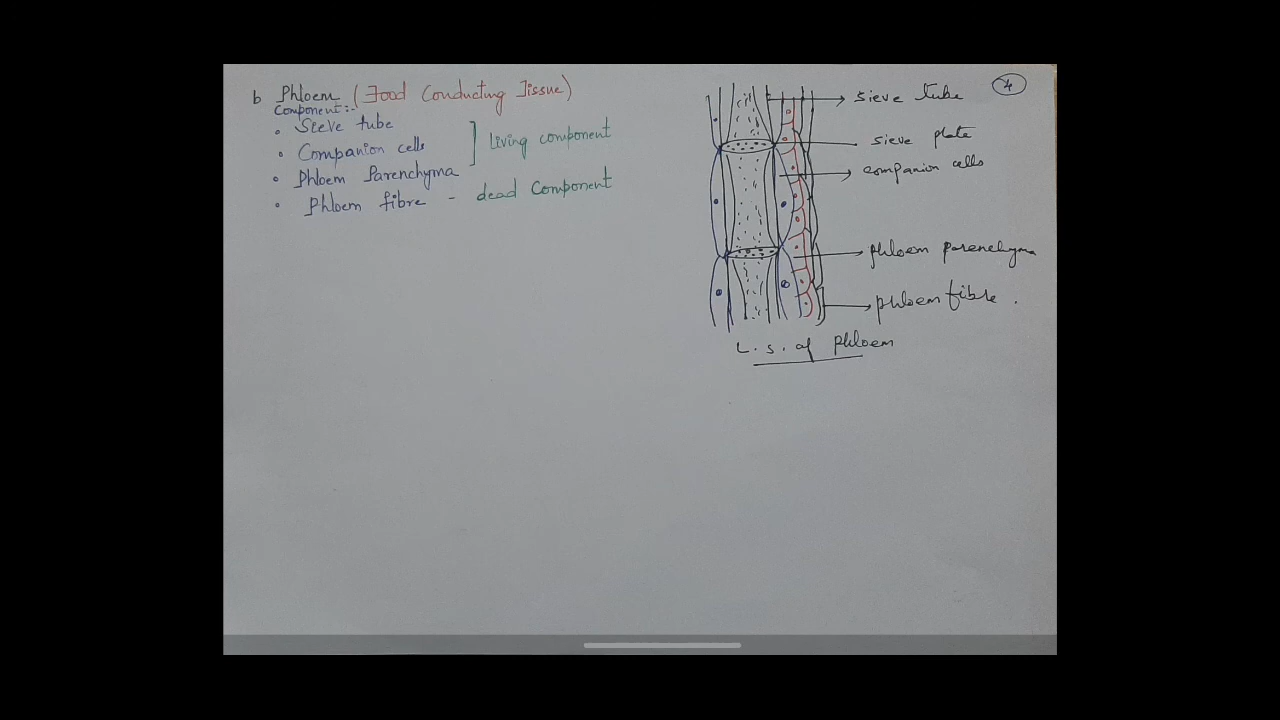 b Phloem (Food Conducting Tissue)
Component:-
• Sieve tube
• Companion cells
] living component
• Phloem Parenchyma
• Phloem fibre - dead Component
4
sieve tube
sieve plate
companion cells
phloem parenchyma
phloem fibre .
L. s. of Phloem